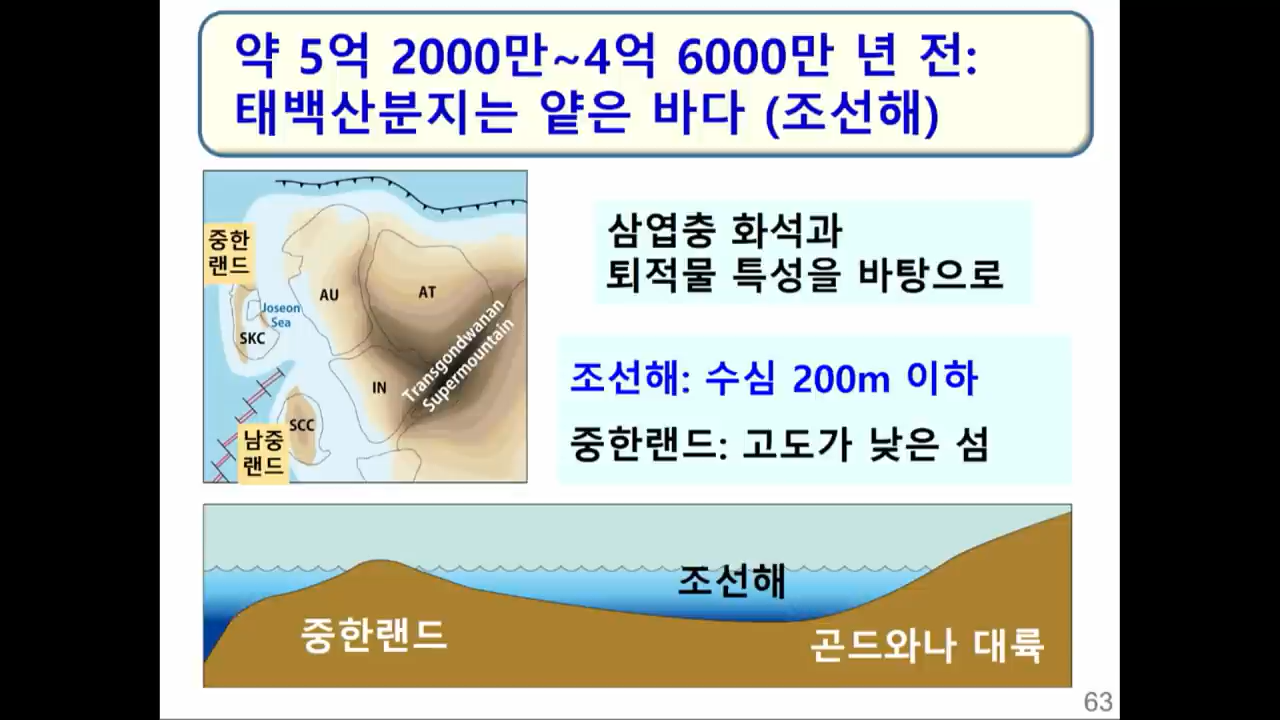 약 5억 2000만~4억 6000만 년 전:
태백산분지는 얕은 바다 (조선해)
중한
랜드
AU
AT
Joseon
Sea
SKC
IN
Transgondwanan
Supermountain
SCC
남중
랜드
삼엽충 화석과
퇴적물 특성을 바탕으로
조선해: 수심 200m 이하
중한랜드: 고도가 낮은 섬
조선해
중한랜드
곤드와나 대륙
63